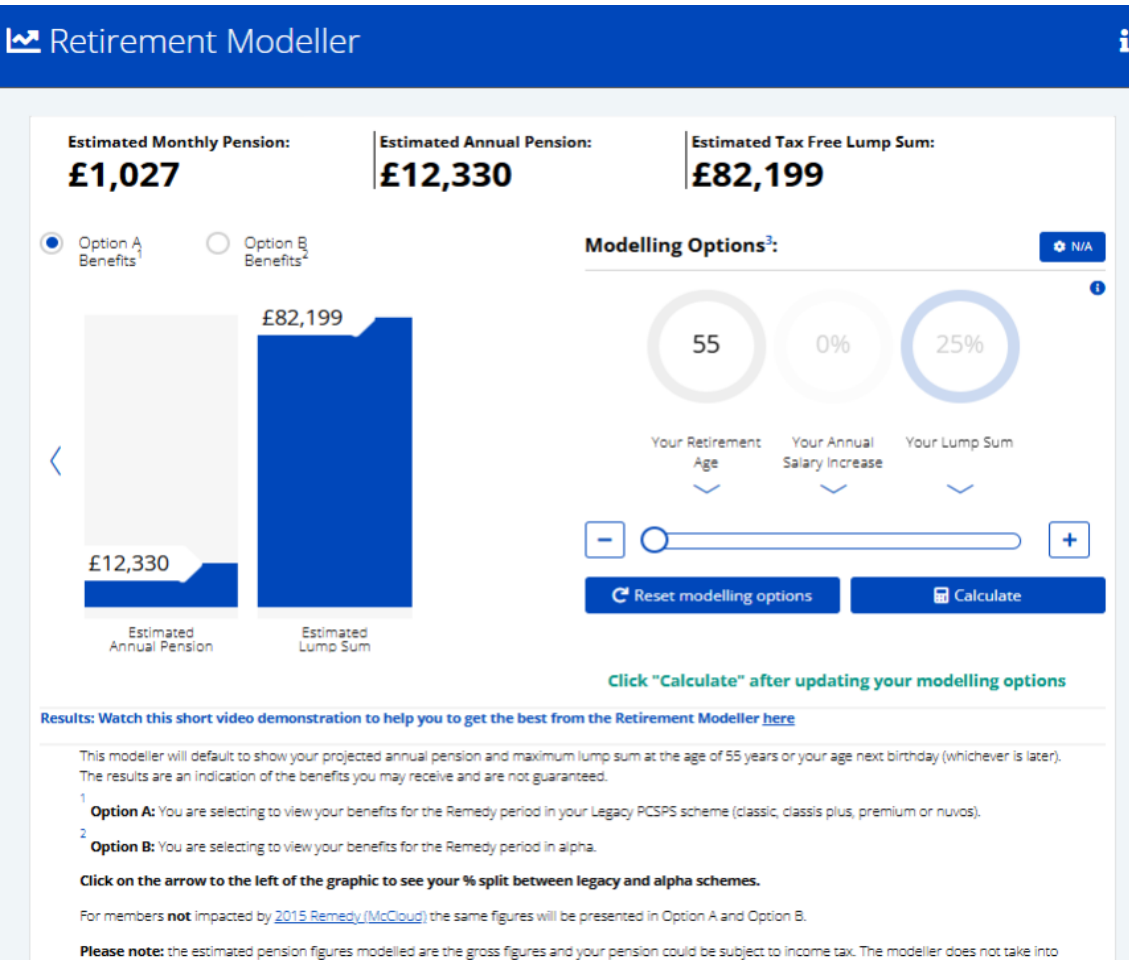 Retirement Modeller
Estimated Monthly Pension:
£1,027
Estimated Annual Pension:
£12,330
Estimated Tax Free Lump Sum:
£82,199
Option A
Benefits1
Option B
Benefits2
£82,199
£12,330
Estimated
Annual Pension
Estimated
Lump Sum
Modelling Options3:
N/A
55
0%
25%
Your Retirement
Age
Your Annual
Salary Increase
Your Lump Sum
Reset modelling options
Calculate
Click "Calculate" after updating your modelling options
Results: Watch this short video demonstration to help you to get the best from the Retirement Modeller here
This modeller will default to show your projected annual pension and maximum lump sum at the age of 55 years or your age next birthday (whichever is later).
The results are an indication of the benefits you may receive and are not guaranteed.
1 Option A: You are selecting to view your benefits for the Remedy period in your Legacy PCSPS scheme (classic, classis plus, premium or nuvos).
2 Option B: You are selecting to view your benefits for the Remedy period in alpha.
Click on the arrow to the left of the graphic to see your % split between legacy and alpha schemes.
For members not impacted by 2015 Remedy (McCloud) the same figures will be presented in Option A and Option B.
Please note: the estimated pension figures modelled are the gross figures and your pension could be subject to income tax. The modeller does not take into